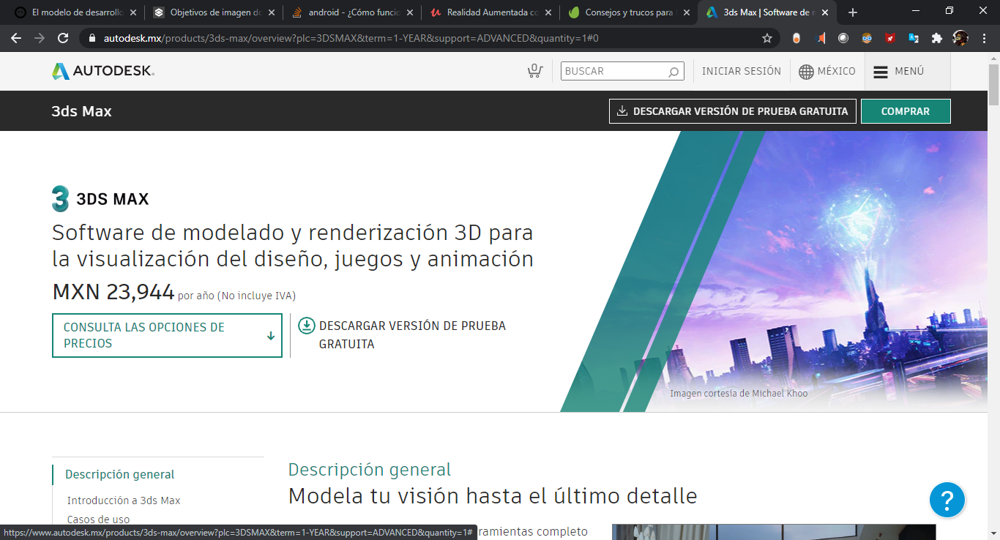 El modelo de desarrollo
Objetivos de imagen d
android - ¿Cómo funcio
Realidad Aumentada co
Consejos y trucos para
3ds Max | Software de
autodesk.mx/products/3ds-max/overview?plc=3DSMAX&term=1-YEAR&support=ADVANCED&quantity=1#0
AUTODESK.
0
BUSCAR
INICIAR SESIÓN
MÉXICO
MENÚ
3ds Max
DESCARGAR VERSIÓN DE PRUEBA GRATUITA
COMPRAR
3 3DS MAX
Software de modelado y renderización 3D para
la visualización del diseño, juegos y animación
MXN 23,944 por año (No incluye IVA)
CONSULTA LAS OPCIONES DE
PRECIOS
DESCARGAR VERSIÓN DE PRUEBA
GRATUITA
Imagen cortesía de Michael Khoo
Descripción general
Introducción a 3ds Max
Casos de uso
Descripción general
Modela tu visión hasta el último detalle
ramientas completo
?
https://www.autodesk.mx/products/3ds-max/overview?plc=3DSMAX&term=1-YEAR&support=ADVANCED&quantity=1#